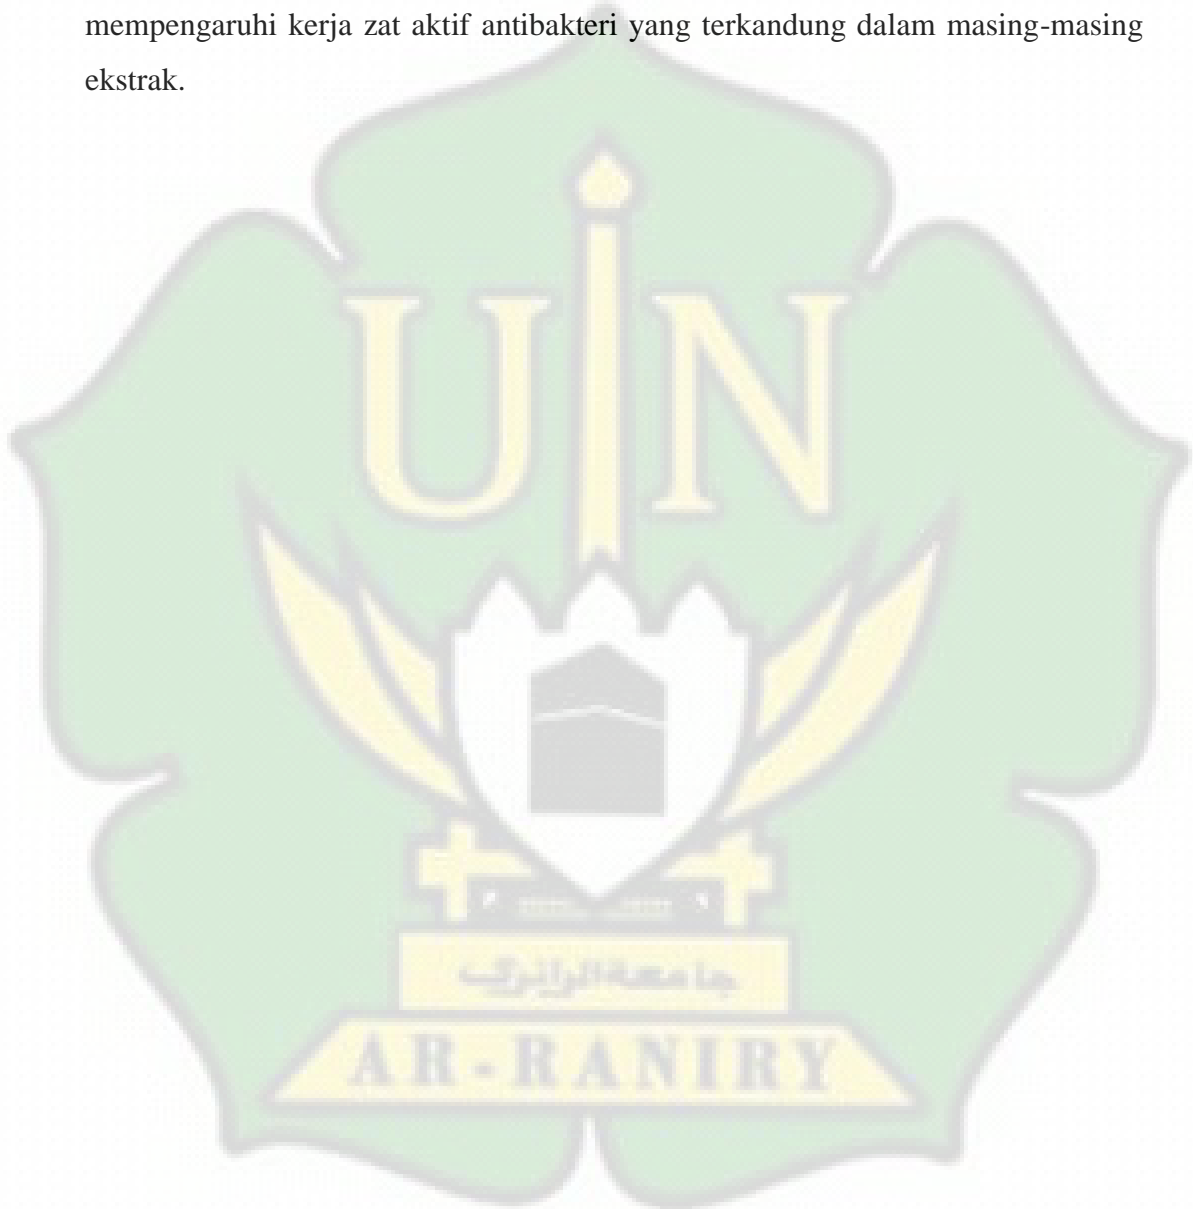 mempengaruhi kerja zat aktif antibakteri yang terkandung dalam masing-masing
ekstrak.
UIN
جامعة الرانري
AR-RANIRY